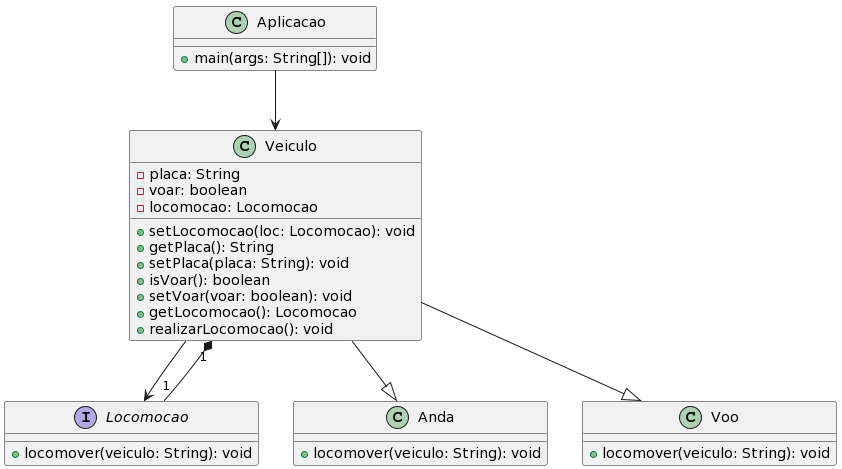 C Aplicacao
main(args: String[]): void
C Veiculo
placa: String
voar: boolean
locomocao: Locomocao
setLocomocao(loc: Locomocao): void
getPlaca(): String
setPlaca(placa: String): void
isVoar(): boolean
setVoar(voar: boolean): void
getLocomocao(): Locomocao
realizarLocomocao(): void
1
1
I Locomocao
locomover(veiculo: String): void
C Anda
locomover(veiculo: String): void
C Voo
locomover(veiculo: String): void